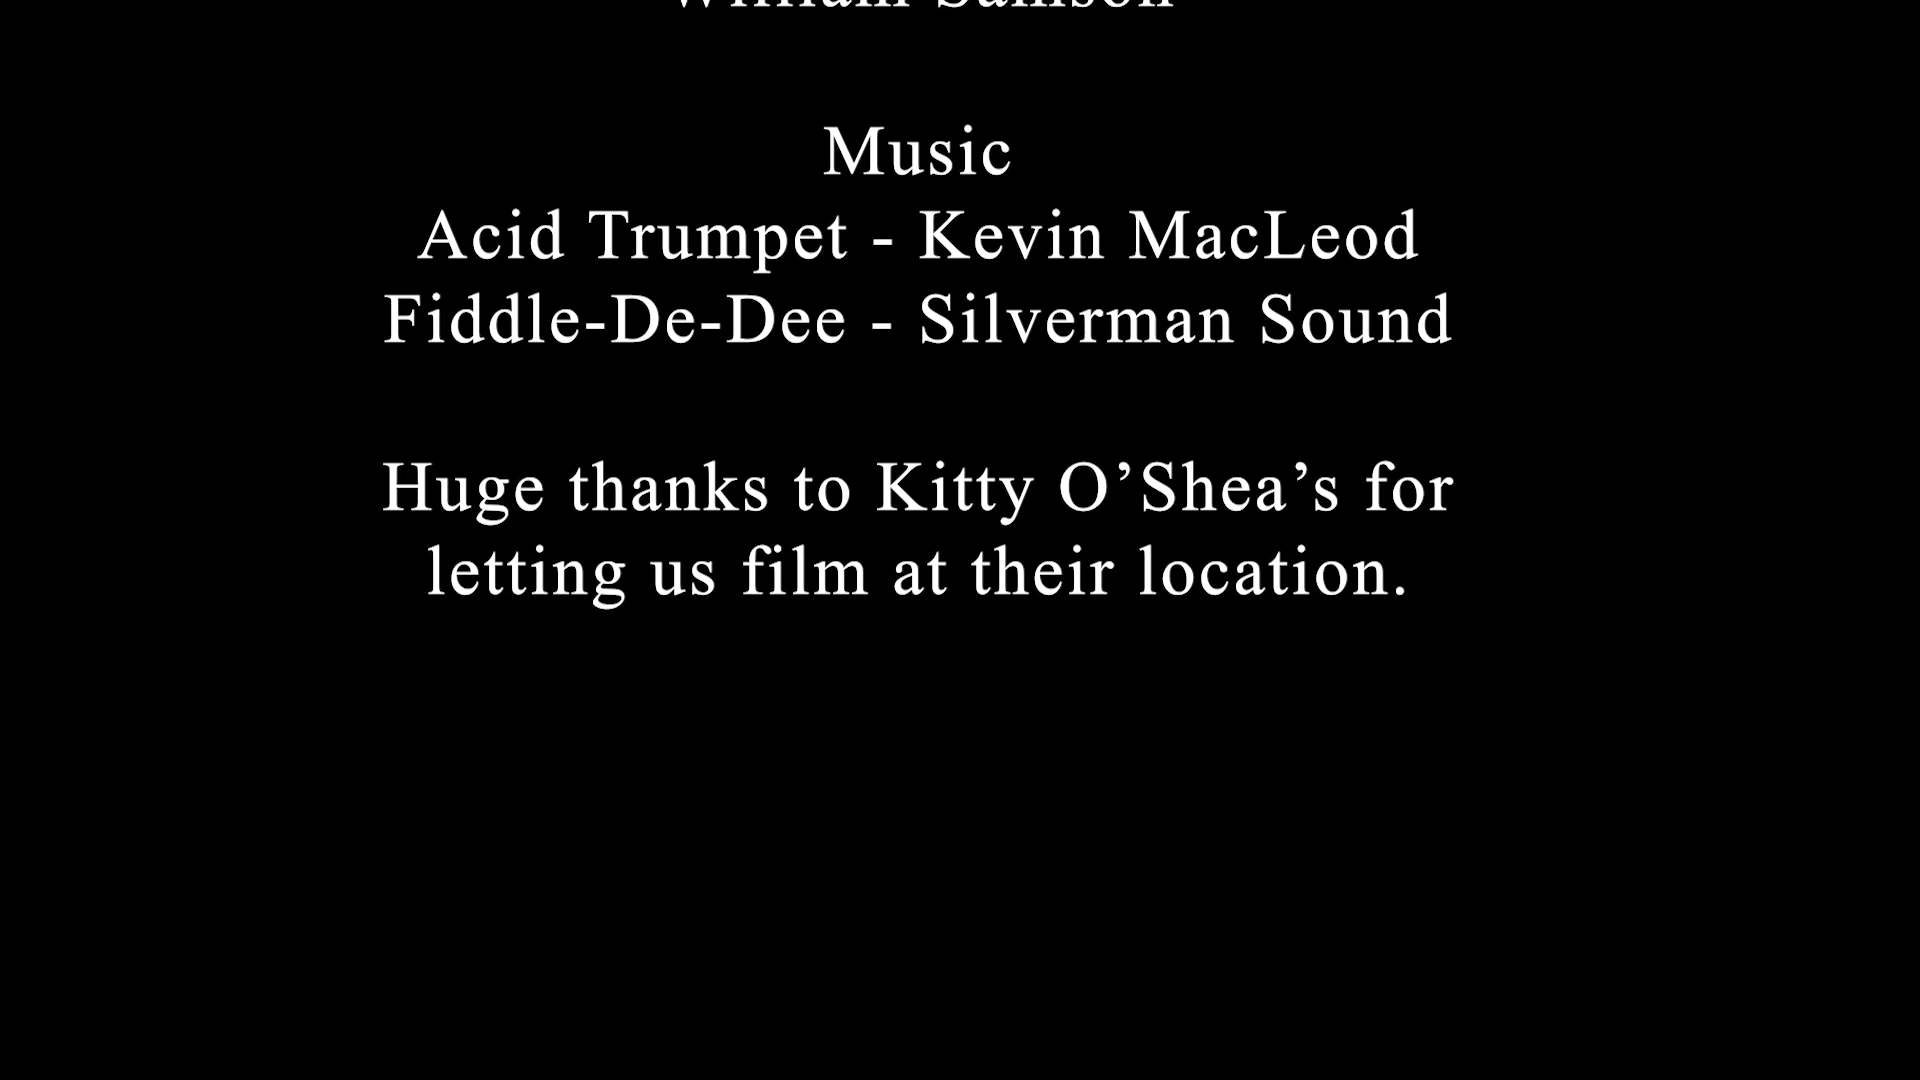 William Samson
Music
Acid Trumpet - Kevin MacLeod
Fiddle-De-Dee - Silverman Sound
Huge thanks to Kitty O’Shea’s for
letting us film at their location.